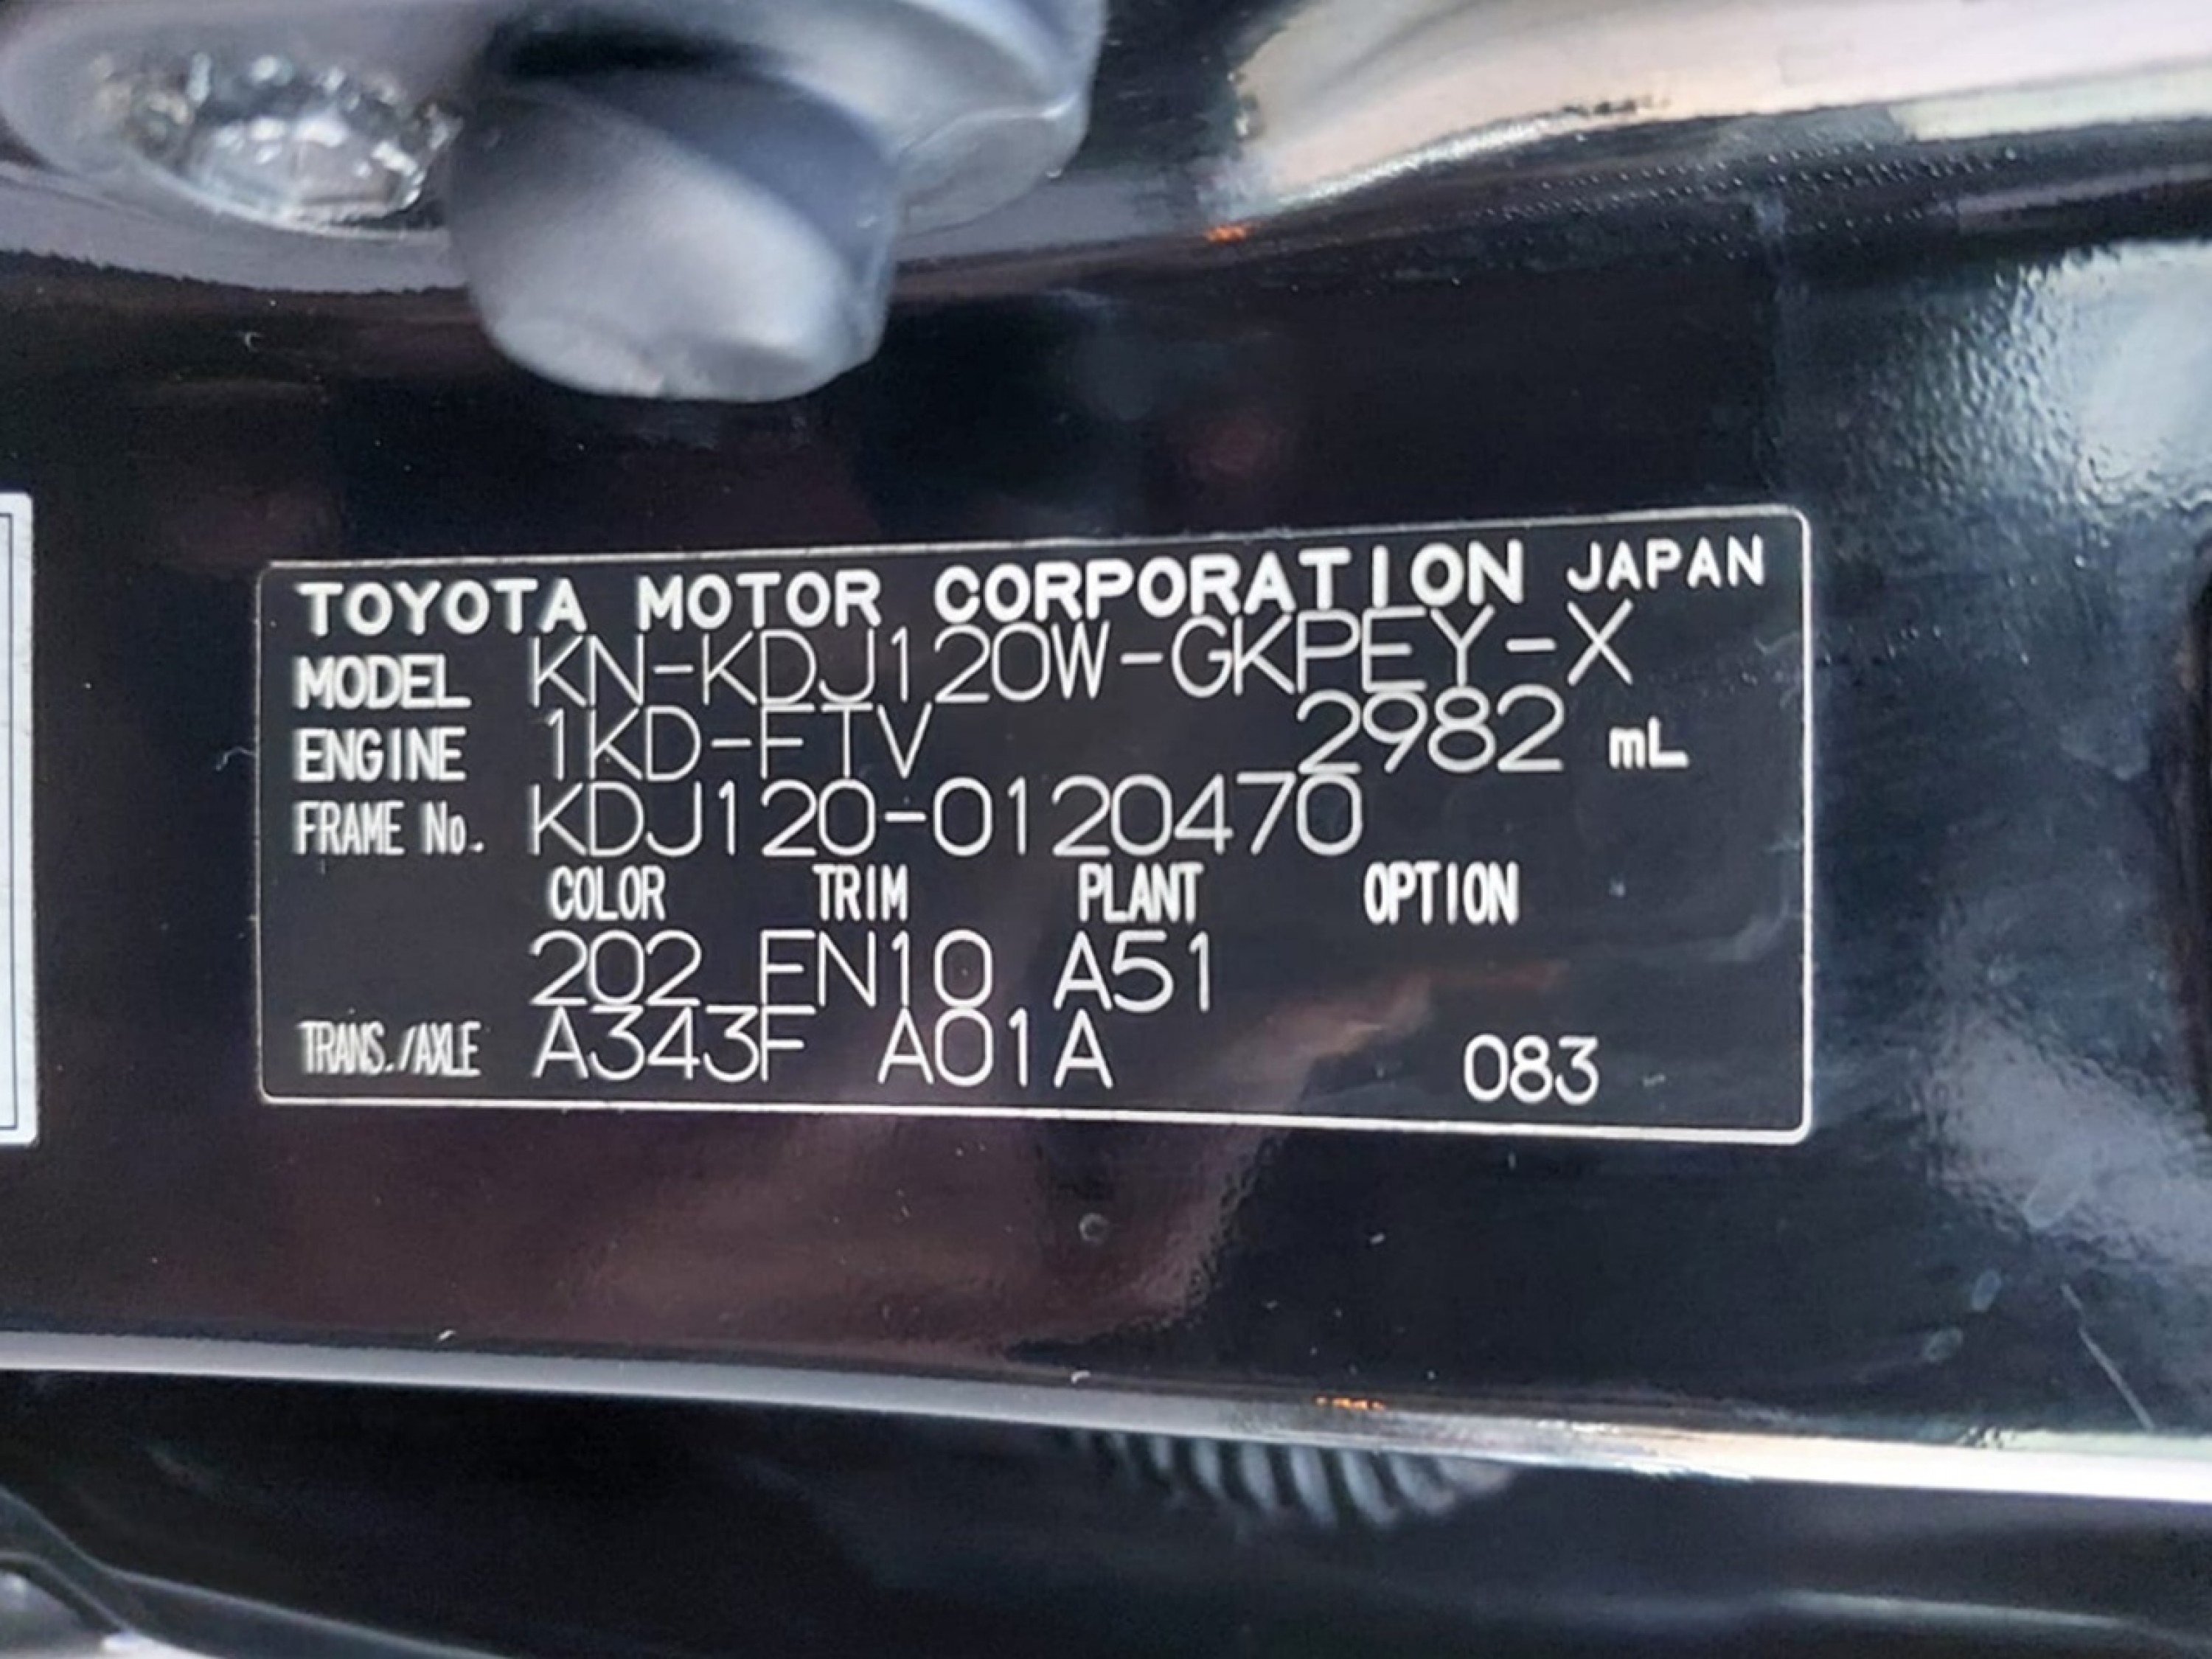 TOYOTA MOTOR CORPORATION JAPAN
MODEL KN-KDJ120W-GKPEY-X
ENGINE 1KD-FTV 2982 mL
FRAME No. KDJ120-0120470
COLOR TRIM PLANT OPTION
202 FN10 A51
TRANS./AXLE A343F A01A 083